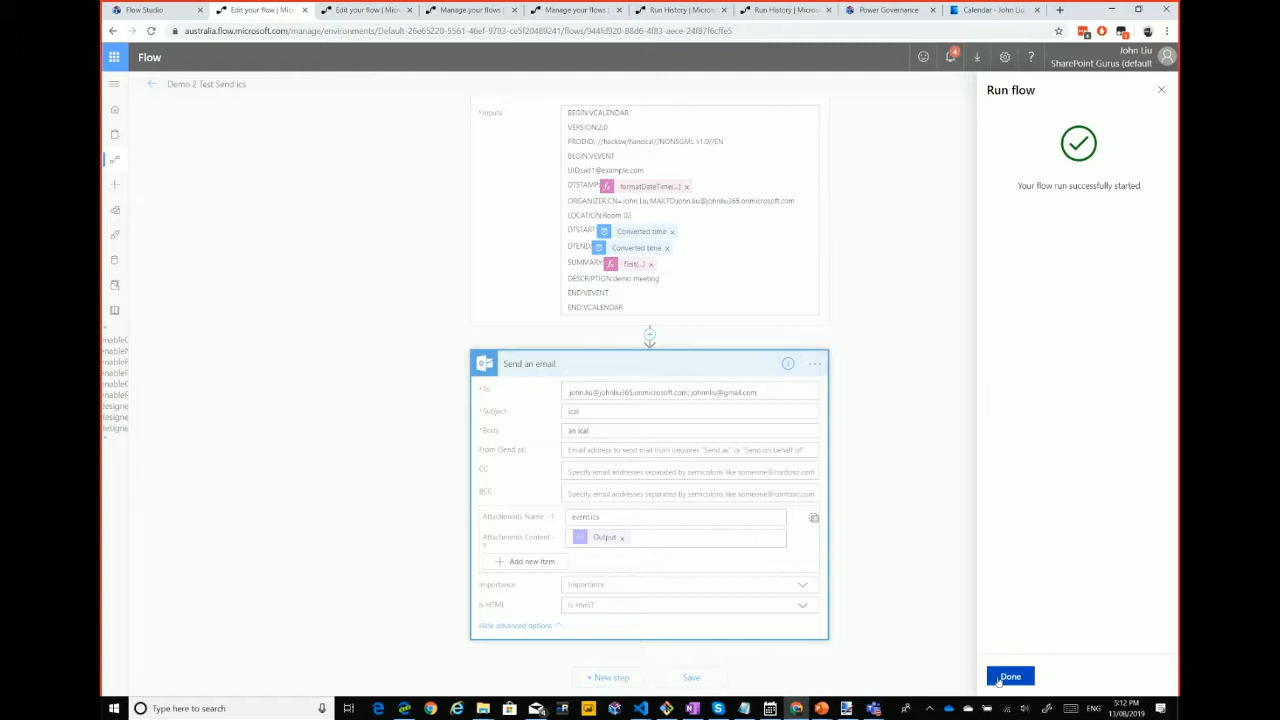 Flow Studio
Edit your flow | Micr
Edit your flow | Micro
Manage your flows |
Manage your flows |
Run History | Micros
Run History | Micros
Power Governance
Calendar - John Liu
australia.flow.microsoft.com/manage/environments/Default-26e65220-5561-46ef-9783-ce5f20489241/flows/944fd920-88d6-4f83-aece-24f8767cffe5
Flow
4
John Liu
SharePoint Gurus (default
Demo 2 Test Send ics
Run flow
Your flow run successfully started
* Inputs
BEGIN:VCALENDAR
VERSION:2.0
PRODID:-//hacksw/handcal//NONSGML v1.0//EN
BEGIN:VEVENT
UID:uid1@example.com
DTSTAMP: formatDateTime(...) ×
ORGANIZER:CN=John Liu:MAILTO:john.liu@johnliu365.onmicrosoft.com
LOCATION:Room 02
DTSTART: Converted time ×
DTEND: Converted time ×
SUMMARY: first(...) ×
DESCRIPTION:demo meeting
END:VEVENT
END:VCALENDAR
Send an email
* To
john.liu@johnliu365.onmicrosoft.com; johnnliu@gmail.com
* Subject
ical
* Body
an ical
From (Send as)
Email address to send mail from (requires "Send as" or "Send on behalf of"
CC
Specify email addresses separated by semicolons like someone@contoso.com
BCC
Specify email addresses separated by semicolons like someone@contoso.com
Attachments Name - 1
event.ics
Attachments Content - 1
Output ×
Add new item
Importance
Importance
Is HTML
Is Html?
Hide advanced options
+ New step
Save
Done
Type here to search
ENG
5:12 PM
13/08/2019